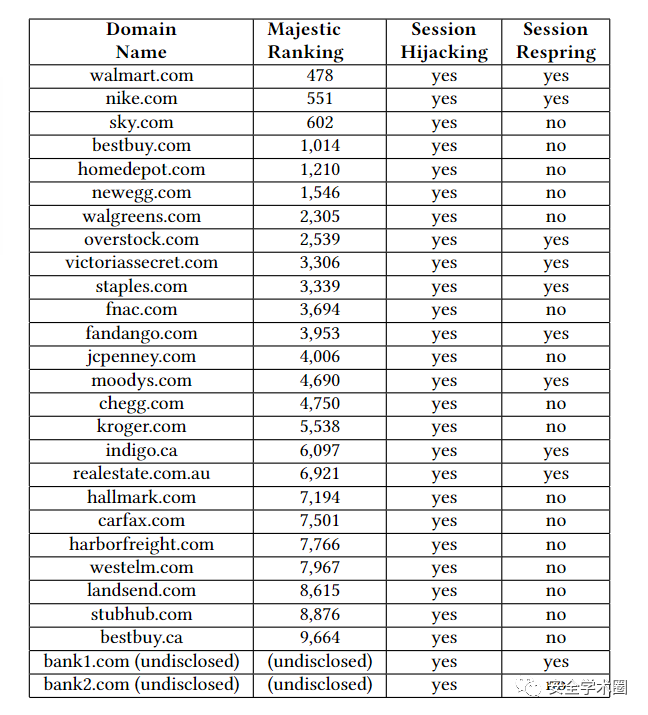 Domain Name Majestic Ranking Session Hijacking Session Respring
walmart.com 478 yes yes
nike.com 551 yes yes
sky.com 602 yes no
bestbuy.com 1,014 yes no
homedepot.com 1,210 yes no
newegg.com 1,546 yes no
walgreens.com 2,305 yes no
overstock.com 2,539 yes yes
victoriassecret.com 3,306 yes yes
staples.com 3,339 yes yes
fnac.com 3,694 yes no
fandango.com 3,953 yes yes
jcpenney.com 4,006 yes no
moodys.com 4,690 yes yes
chegg.com 4,750 yes no
kroger.com 5,538 yes no
indigo.ca 6,097 yes yes
realestate.com.au 6,921 yes yes
hallmark.com 7,194 yes no
carfax.com 7,501 yes no
harborfreight.com 7,766 yes no
westelm.com 7,967 yes no
landsend.com 8,615 yes no
stubhub.com 8,876 yes no
bestbuy.ca 9,664 yes no
bank1.com (undisclosed) (undisclosed) yes yes
bank2.com (undisclosed) (undisclosed) yes
安全学术圈